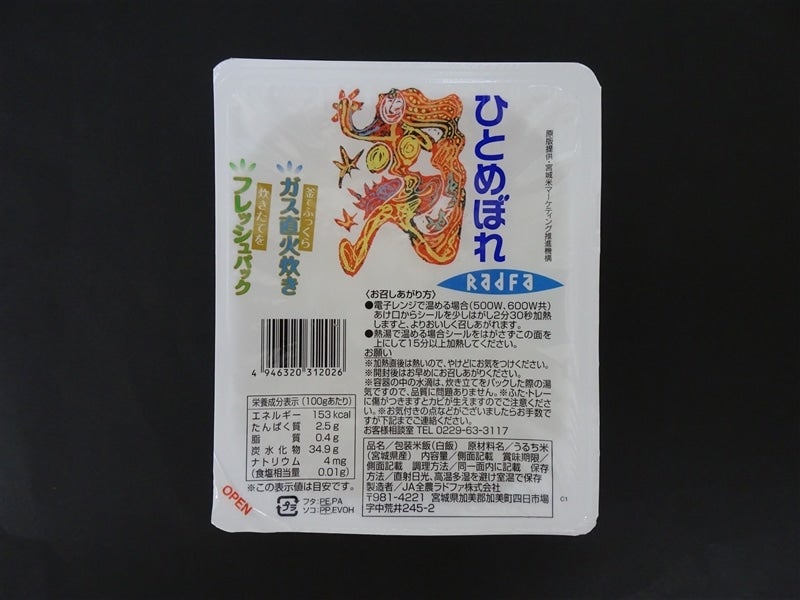 ひとめぼれ
原版提供・宮城米マーケティング推進機構
RADFA
釜でふっくら
ガス直火炊き
炊きたてを
フレッシュパック
〈お召しあがり方〉
●電子レンジで温める場合(500W、600W共)
あけ口からシールを少しはがし2分30秒加熱
しますと、よりおいしく召しあがれます。
●熱湯で温める場合シールをはがさずこの面を
上にして15分以上加熱してください。
お願い
※加熱直後は熱いので、やけどにお気をつけください。
※開封後はお早めにお召しあがりください。
※容器の中の水滴は、炊き立てをパックした際の湯
気ですので、品質に問題ありません。※ふた・トレー
に傷がつきますとカビが生えますのでご注意くださ
い。※お気付きの点などがございましたらお手数で
すが下記までご連絡ください。
お客様相談室 TEL 0229-63-3117
4 946320 312026
栄養成分表示(100gあたり)
エネルギー 153kcal
たんぱく質 2.5g
脂質 0.4g
炭水化物 34.9g
ナトリウム 4mg
(食塩相当量 0.01g)
※この表示値は目安です。
OPEN
プラ
フタ:PE,PA
ソコ:PP,EVOH
品名/包装米飯(白飯) 原材料名/うるち米
(宮城県産) 内容量/側面記載 賞味期限/
側面記載 調理方法/同一面内に記載 保存
方法/直射日光、高温多湿を避け室温で保存
製造者/JA全農ラドファ株式会社
〒981-4221 宮城県加美郡加美町四日市場
字中荒井245-2
C1